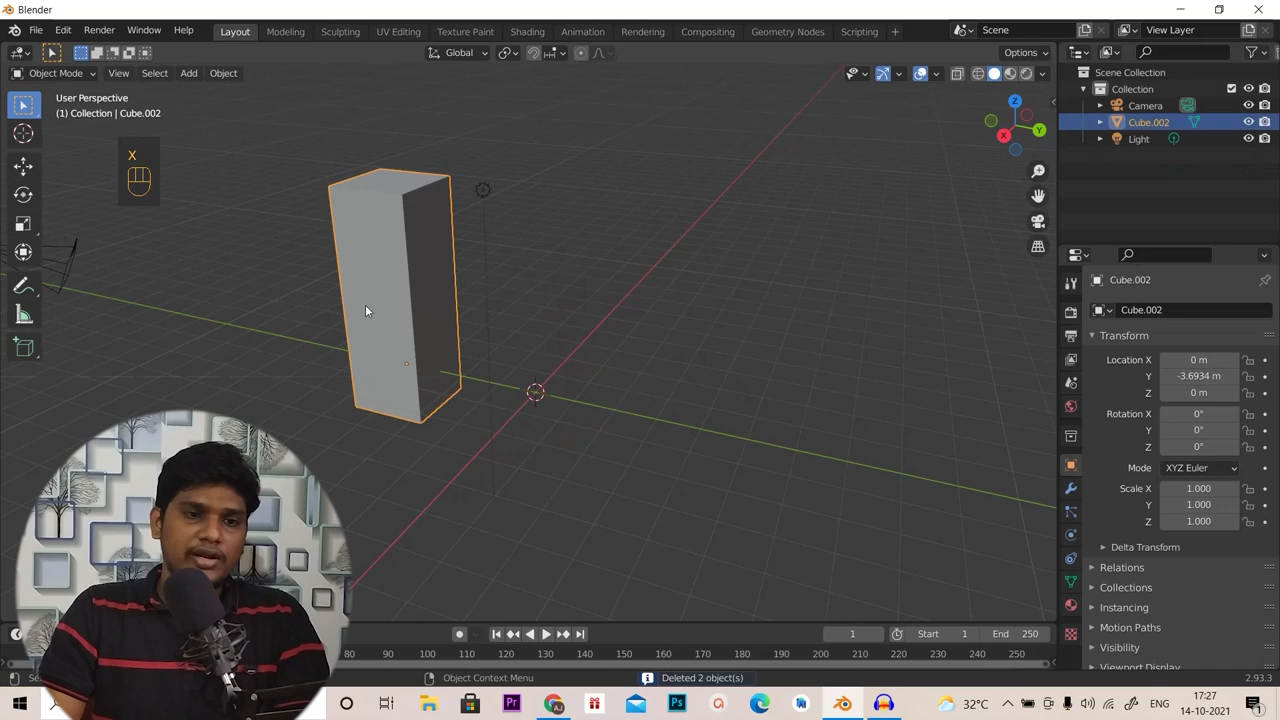 Blender
File Edit Render Window Help
Layout Modeling Sculpting UV Editing Texture Paint Shading Animation Rendering Compositing Geometry Nodes Scripting
Scene
View Layer
Global
Options
Object Mode View Select Add Object
User Perspective
(1) Collection | Cube.002
X
Z
Y
X
Scene Collection
Collection
Camera
Cube.002
Light
Cube.002
Cube.002
Transform
Location X 0 m
Y -3.6934 m
Z 0 m
Rotation X 0°
Y 0°
Z 0°
Mode XYZ Euler
Scale X 1.000
Y 1.000
Z 1.000
Delta Transform
Relations
Collections
Instancing
Motion Paths
Visibility
Viewport Display
1 Start 1 End 250
80 90 100 110 120 130 140 150 160 170 180 190 200 210 220 230 240 250
Object Context Menu
Deleted 2 object(s)
2.93.3
Pr
Ps
32°C
ENG
17:27
14-10-2021
1